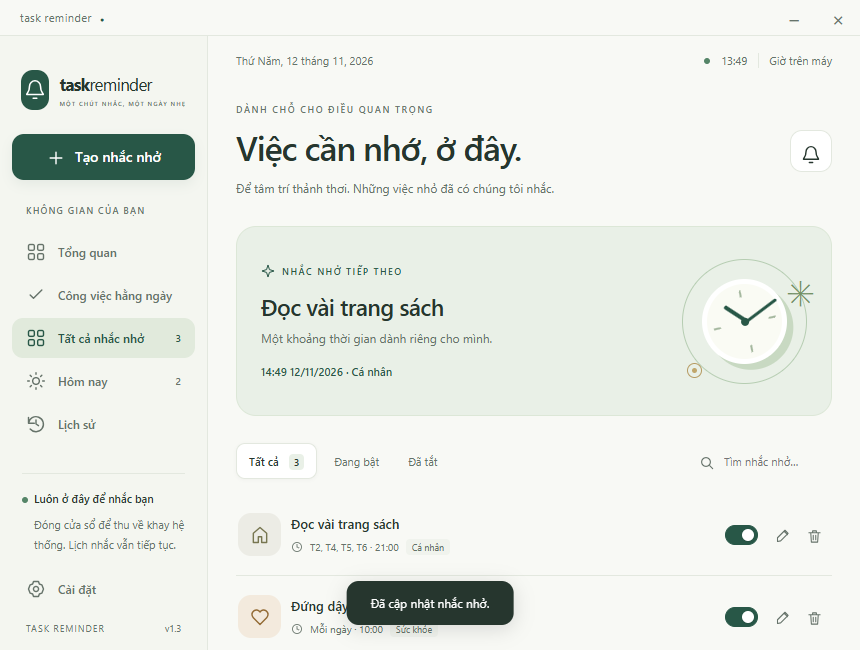 task reminder
taskreminder
MỘT CHÚT NHẮC, MỘT NGÀY NHẸ
Tạo nhắc nhở
KHÔNG GIAN CỦA BẠN
Tổng quan
Công việc hằng ngày
Tất cả nhắc nhở 3
Hôm nay 2
Lịch sử
Luôn ở đây để nhắc bạn
Đóng cửa sổ để thu về khay hệ
thống. Lịch nhắc vẫn tiếp tục.
Cài đặt
TASK REMINDER v1.3
Thứ Năm, 12 tháng 11, 2026
13:49 Giờ trên máy
DÀNH CHỖ CHO ĐIỀU QUAN TRỌNG
Việc cần nhớ, ở đây.
Để tâm trí thảnh thơi. Những việc nhỏ đã có chúng tôi nhắc.
NHẮC NHỞ TIẾP THEO
Đọc vài trang sách
Một khoảng thời gian dành riêng cho mình.
14:49 12/11/2026 · Cá nhân
Tất cả 3 Đang bật Đã tắt Tìm nhắc nhở...
Đọc vài trang sách
T2, T4, T5, T6 · 21:00 Cá nhân
Đứng dậy
Mỗi ngày · 10:00 Sức khỏe
Đã cập nhật nhắc nhở.